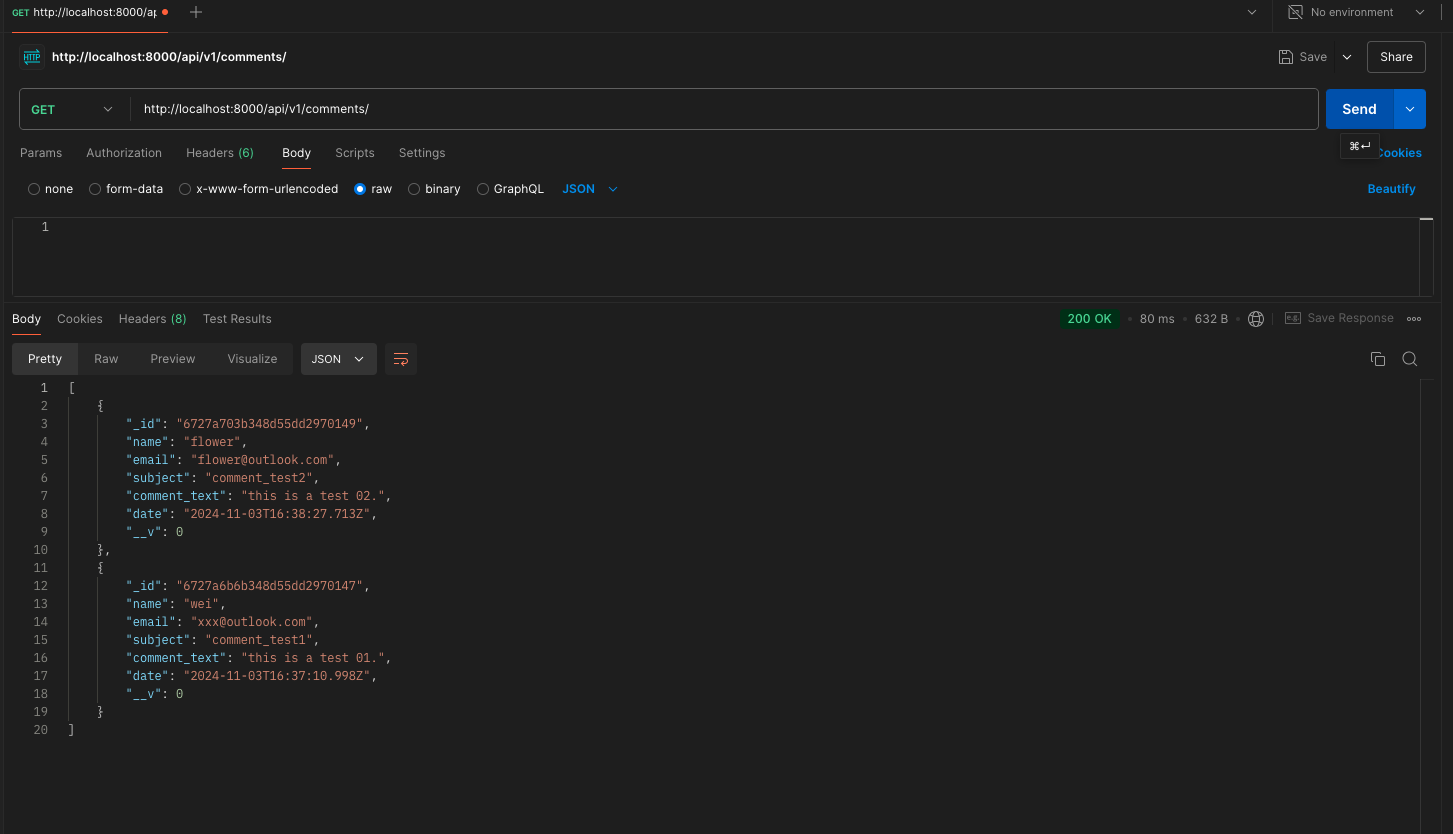 GET http://localhost:8000/ap
No environment
HTTP http://localhost:8000/api/v1/comments/
Save
Share
GET http://localhost:8000/api/v1/comments/
Send
Params Authorization Headers (6) Body Scripts Settings
⌘↵
Cookies
none form-data x-www-form-urlencoded raw binary GraphQL JSON
Beautify
1
Body Cookies Headers (8) Test Results
200 OK • 80 ms • 632 B •
e.g. Save Response
Pretty Raw Preview Visualize JSON
1 [
2 {
3 "_id": "6727a703b348d55dd2970149",
4 "name": "flower",
5 "email": "flower@outlook.com",
6 "subject": "comment_test2",
7 "comment_text": "this is a test 02.",
8 "date": "2024-11-03T16:38:27.713Z",
9 "__v": 0
10 },
11 {
12 "_id": "6727a6b6b348d55dd2970147",
13 "name": "wei",
14 "email": "xxx@outlook.com",
15 "subject": "comment_test1",
16 "comment_text": "this is a test 01.",
17 "date": "2024-11-03T16:37:10.998Z",
18 "__v": 0
19 }
20 ]